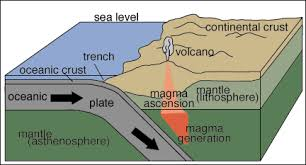 sea level
continental crust
volcano
trench
oceanic crust
oceanic
plate
magma
ascension
mantle
(lithosphere)
magma
generation
mantle
(asthenosphere)